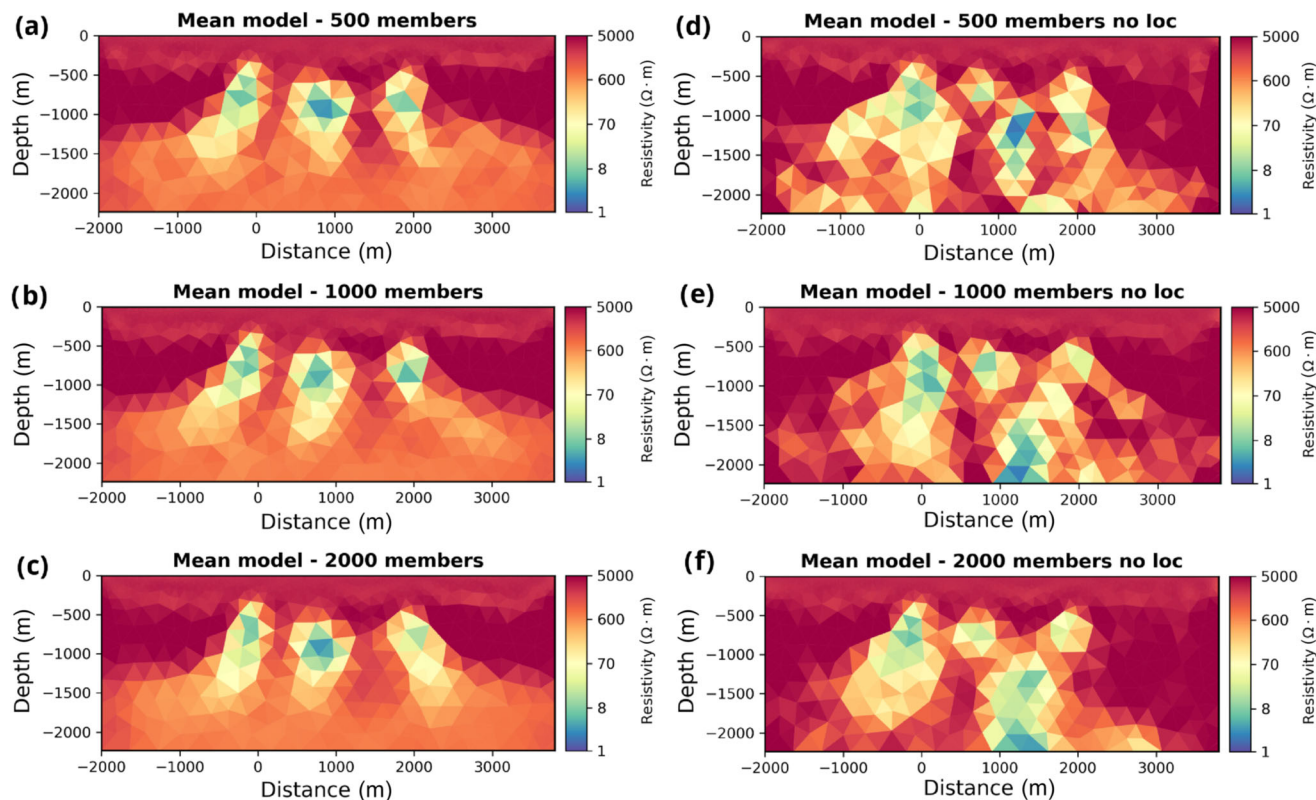 (a)
Mean model - 500 members
0
−500
−1000
−1500
−2000
Depth (m)
−2000 −1000 0 1000 2000 3000
Distance (m)
5000
600
70
8
1
Resistivity (Ω · m)
(d)
Mean model - 500 members no loc
0
−500
−1000
−1500
−2000
Depth (m)
−2000 −1000 0 1000 2000 3000
Distance (m)
5000
600
70
8
1
Resistivity (Ω · m)
(b)
Mean model - 1000 members
0
−500
−1000
−1500
−2000
Depth (m)
−2000 −1000 0 1000 2000 3000
Distance (m)
5000
600
70
8
1
Resistivity (Ω · m)
(e)
Mean model - 1000 members no loc
0
−500
−1000
−1500
−2000
Depth (m)
−2000 −1000 0 1000 2000 3000
Distance (m)
5000
600
70
8
1
Resistivity (Ω · m)
(c)
Mean model - 2000 members
0
−500
−1000
−1500
−2000
Depth (m)
−2000 −1000 0 1000 2000 3000
Distance (m)
5000
600
70
8
1
Resistivity (Ω · m)
(f)
Mean model - 2000 members no loc
0
−500
−1000
−1500
−2000
Depth (m)
−2000 −1000 0 1000 2000 3000
Distance (m)
5000
600
70
8
1
Resistivity (Ω · m)